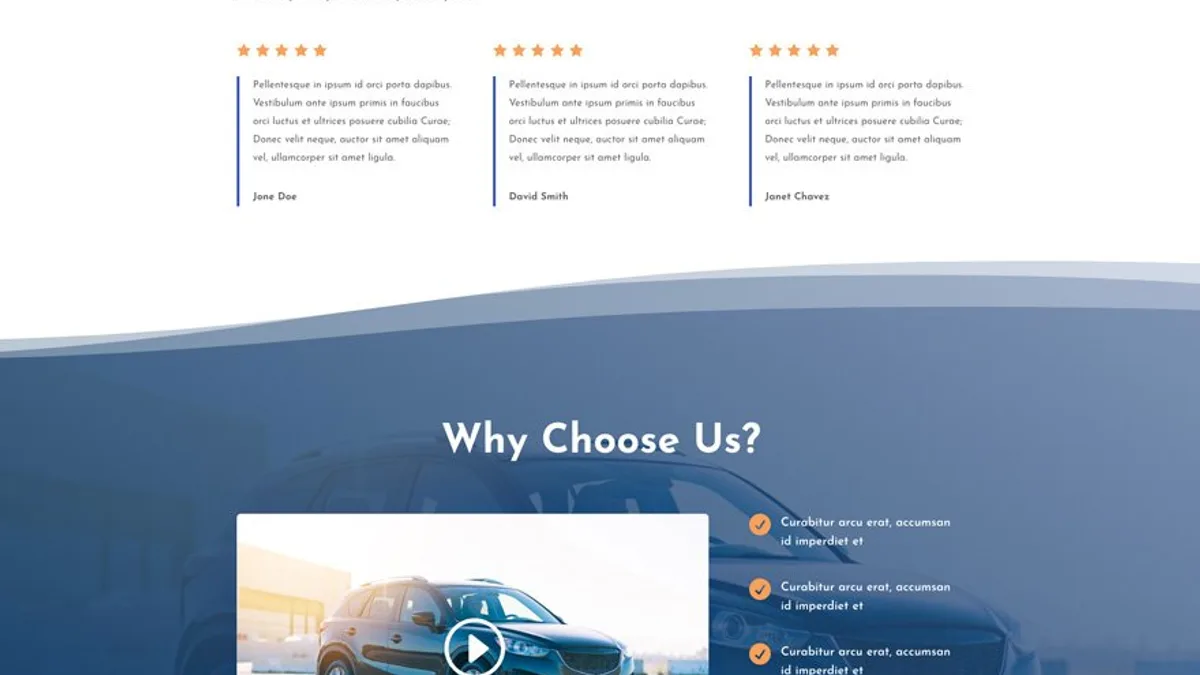 Pellentesque in ipsum id orci porta dapibus.
Vestibulum ante ipsum primis in faucibus
orci luctus et ultrices posuere cubilia Curae;
Donec velit neque, auctor sit amet aliquam
vel, ullamcorper sit amet ligula.
Jone Doe
Pellentesque in ipsum id orci porta dapibus.
Vestibulum ante ipsum primis in faucibus
orci luctus et ultrices posuere cubilia Curae;
Donec velit neque, auctor sit amet aliquam
vel, ullamcorper sit amet ligula.
David Smith
Pellentesque in ipsum id orci porta dapibus.
Vestibulum ante ipsum primis in faucibus
orci luctus et ultrices posuere cubilia Curae;
Donec velit neque, auctor sit amet aliquam
vel, ullamcorper sit amet ligula.
Janet Chavez
Why Choose Us?
Curabitur arcu erat, accumsan
id imperdiet et
Curabitur arcu erat, accumsan
id imperdiet et
Curabitur arcu erat, accumsan
id imperdiet et